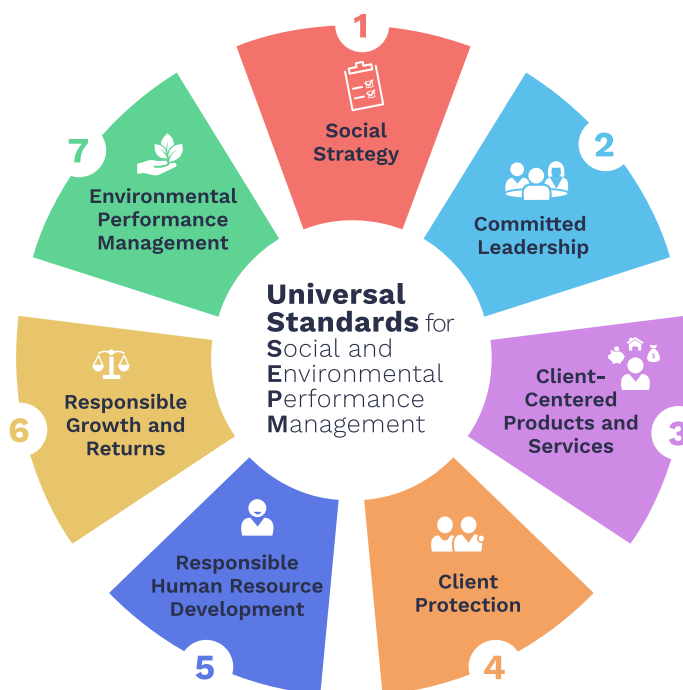 1
Social
Strategy
2
Committed
Leadership
3
Client-
Centered
Products and
Services
4
Client
Protection
5
Responsible
Human Resource
Development
6
Responsible
Growth and
Returns
7
Environmental
Performance
Management
Universal
Standards for
Social and
Environmental
Performance
Management